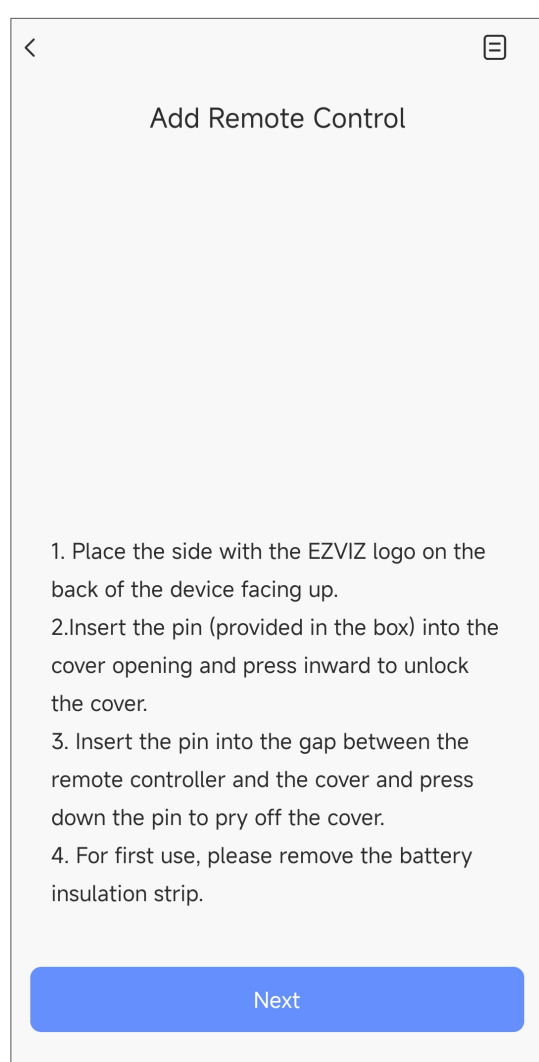 Add Remote Control
1. Place the side with the EZVIZ logo on the
back of the device facing up.
2.Insert the pin (provided in the box) into the
cover opening and press inward to unlock
the cover.
3. Insert the pin into the gap between the
remote controller and the cover and press
down the pin to pry off the cover.
4. For first use, please remove the battery
insulation strip.
Next